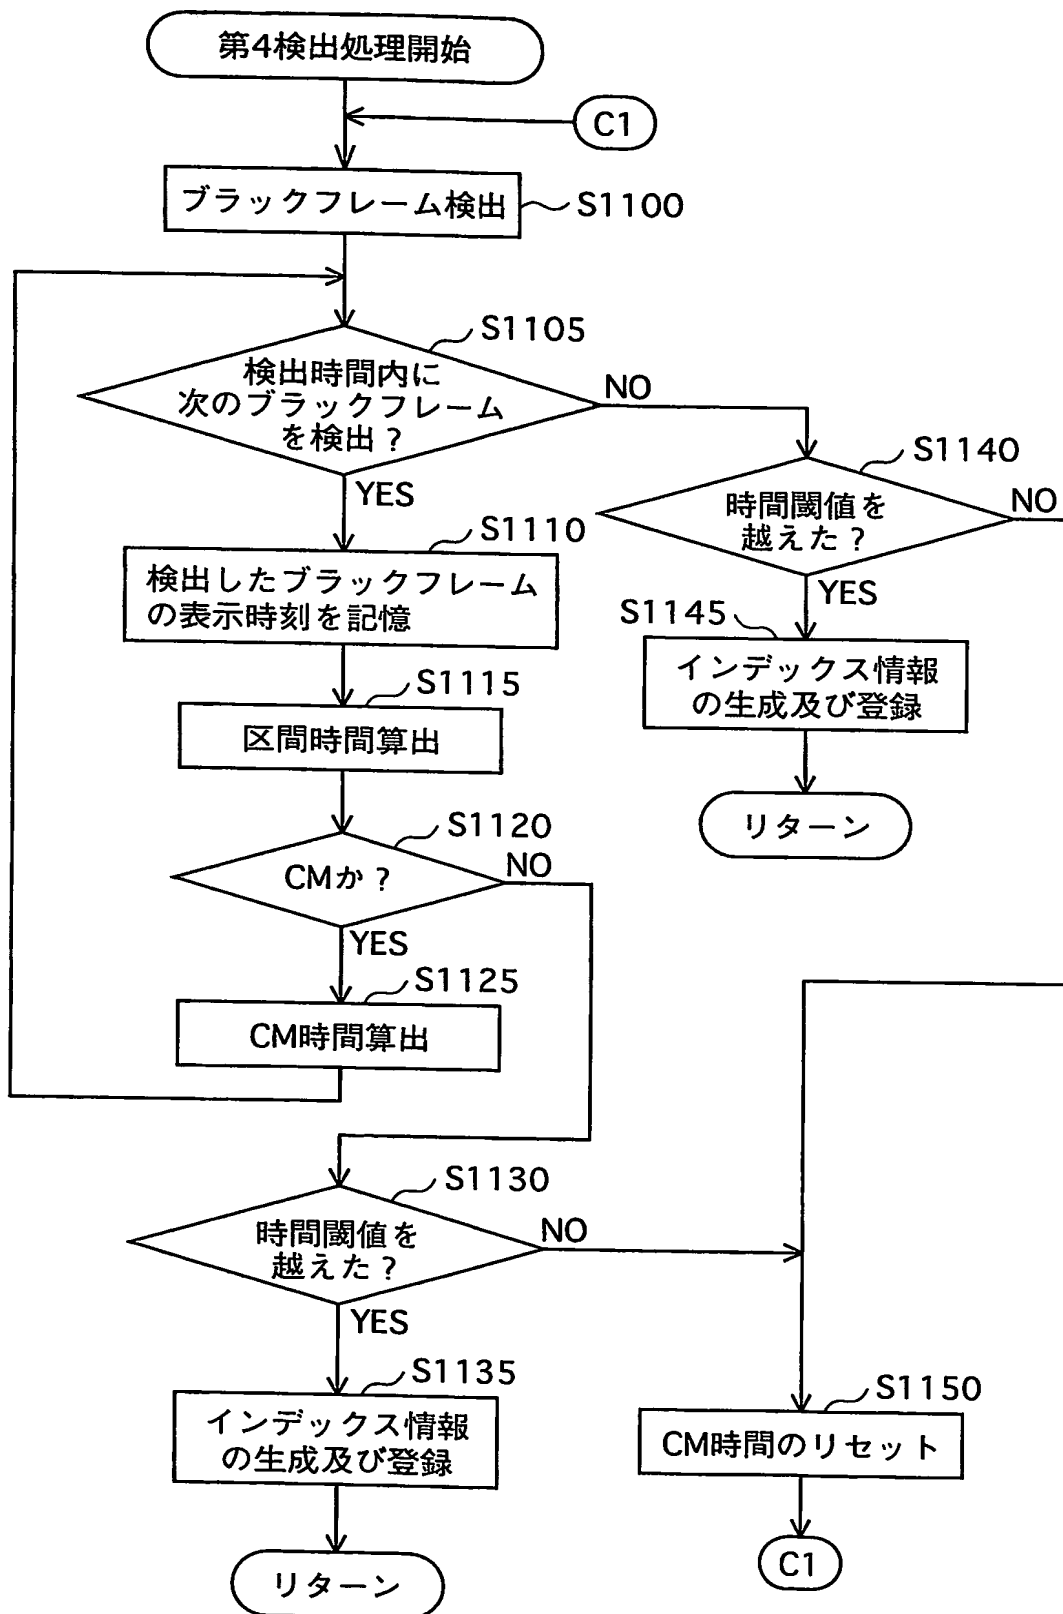 第4検出処理開始
C1
ブラックフレーム検出
S1100
S1105
検出時間内に
次のブラックフレーム
を検出？
NO
YES
S1140
時間閾値を
越えた？
NO
YES
S1110
検出したブラックフレーム
の表示時刻を記憶
S1145
インデックス情報
の生成及び登録
リターン
S1115
区間時間算出
S1120
CMか？
NO
YES
S1125
CM時間算出
S1130
時間閾値を
越えた？
NO
YES
S1135
インデックス情報
の生成及び登録
リターン
S1150
CM時間のリセット
C1